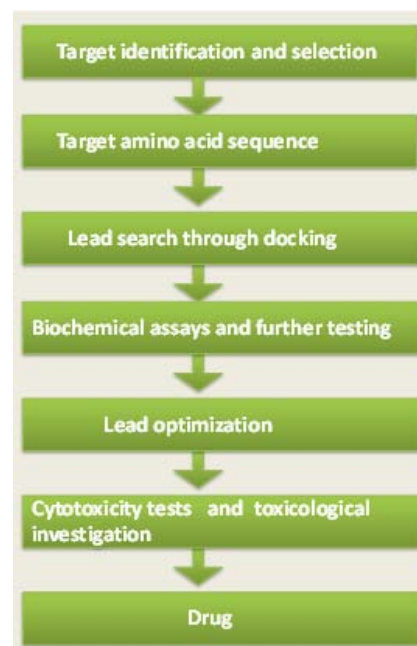 Target identification and selection
Target amino acid sequence
Lead search through docking
Biochemical assays and further testing
Lead optimization
Cytotoxicity tests and toxicological
investigation
Drug